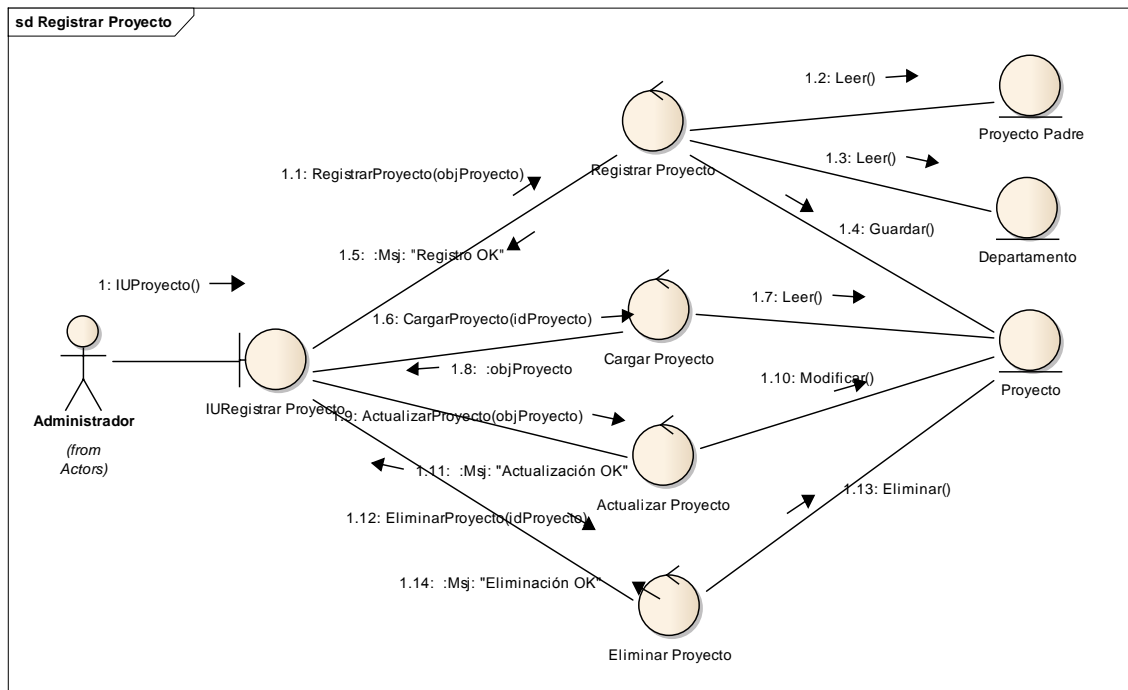 sd Registrar Proyecto
1.2: Leer()
Proyecto Padre
1.3: Leer()
1.1: RegistrarProyecto(objProyecto)
Registrar Proyecto
1.4: Guardar()
Departamento
1.5: :Msj: "Registro OK"
1: IUProyecto()
1.7: Leer()
1.6: CargarProyecto(idProyecto)
Cargar Proyecto
1.8: :objProyecto
1.10: Modificar()
Proyecto
IURegistrar Proyecto
1.9: ActualizarProyecto(objProyecto)
Administrador
(from
Actors)
1.11: :Msj: "Actualización OK"
Actualizar Proyecto
1.13: Eliminar()
1.12: EliminarProyecto(idProyecto)
1.14: :Msj: "Eliminación OK"
Eliminar Proyecto